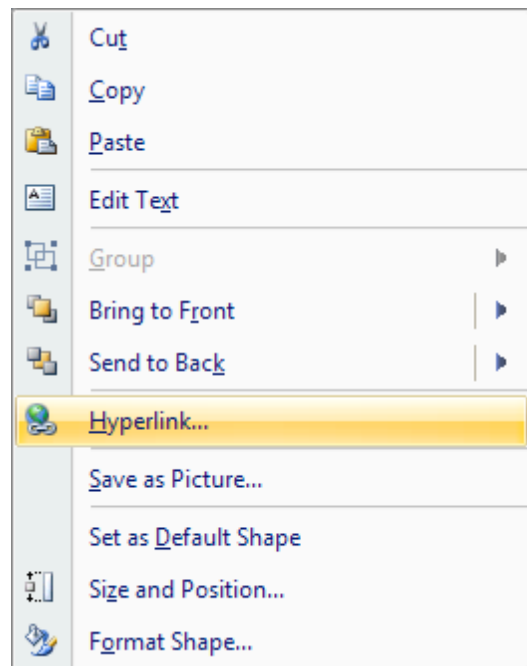 Cut
Copy
Paste
Edit Text
Group
Bring to Front
Send to Back
Hyperlink...
Save as Picture...
Set as Default Shape
Size and Position...
Format Shape...